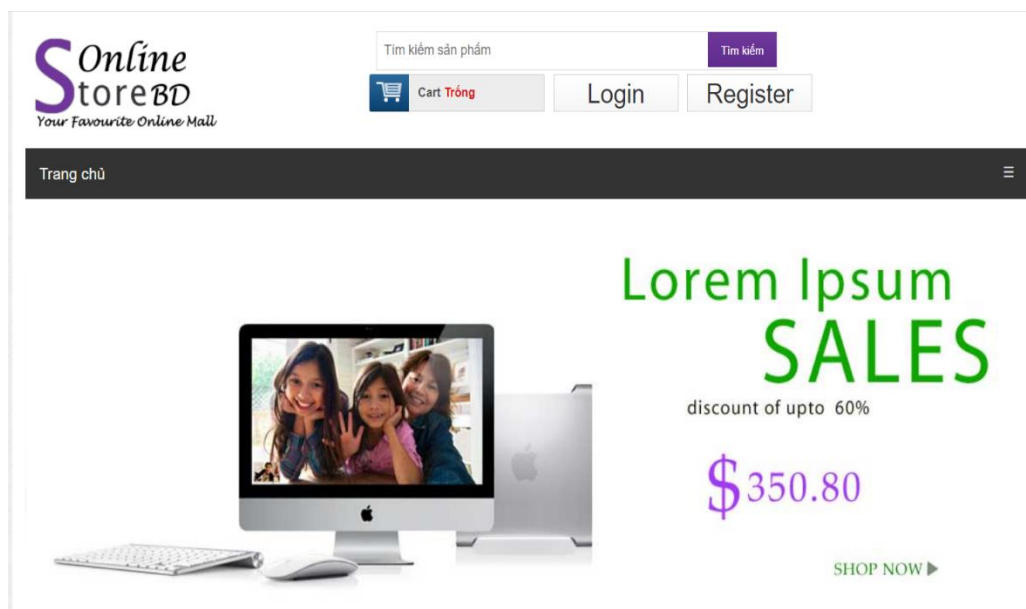 Online
StoreBD
Your Favourite Online Mall
Tìm kiếm sản phẩm
Tìm kiếm
Cart Trống
Login
Register
Trang chủ
Lorem Ipsum
SALES
discount of upto 60%
$350.80
SHOP NOW